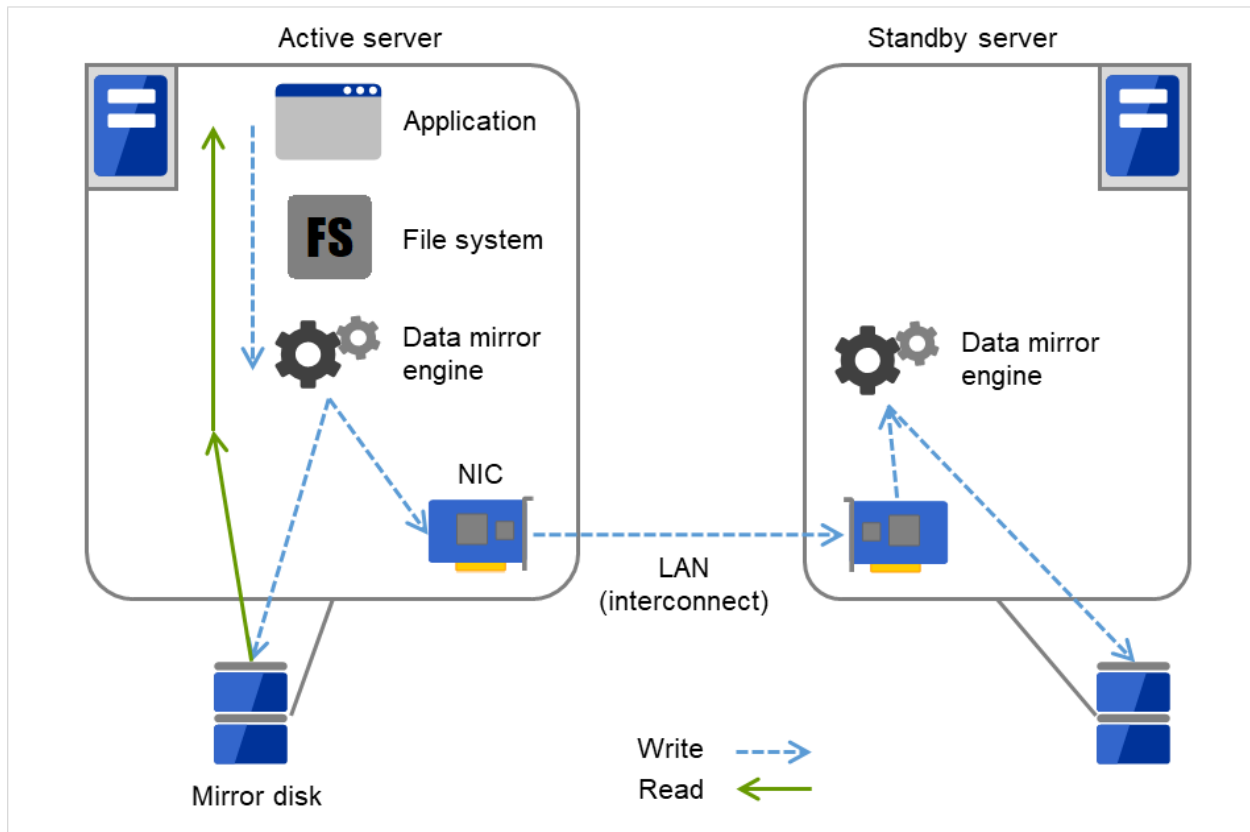 Active server
Standby server
Application
FS
File system
Data mirror
engine
Data mirror
engine
NIC
LAN
(interconnect)
Write
Read
Mirror disk